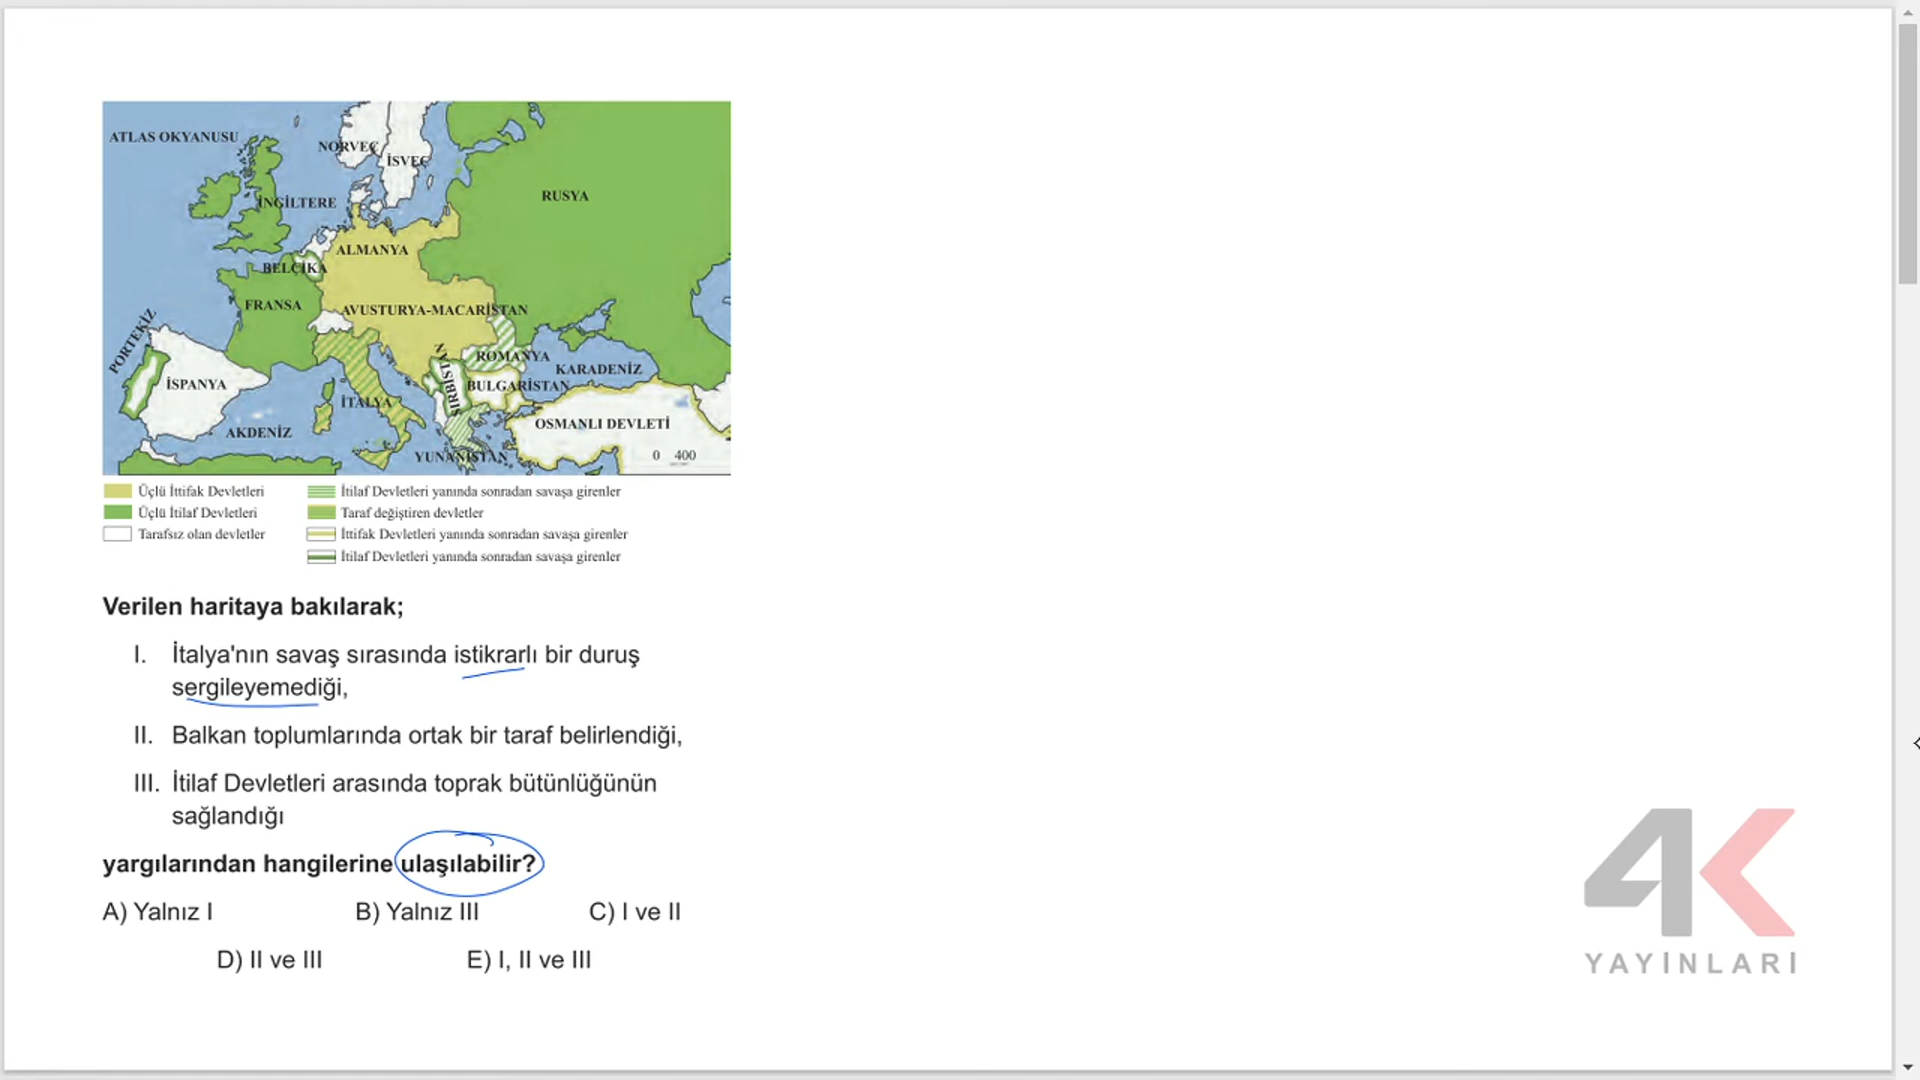 ATLAS OKYANUSU
NORVEÇ
İSVEÇ
RUSYA
İNGİLTERE
ALMANYA
BELÇİKA
FRANSA
AVUSTURYA-MACARİSTAN
PORTEKİZ
ROMANYA
KARADENİZ
İSPANYA
SIRBİSTAN
BULGARİSTAN
İTALYA
OSMANLI DEVLETİ
AKDENİZ
YUNANİSTAN
0 400
Üçlü İttifak Devletleri
Üçlü İtilaf Devletleri
Tarafsız olan devletler
İtilaf Devletleri yanında sonradan savaşa girenler
Taraf değiştiren devletler
İttifak Devletleri yanında sonradan savaşa girenler
İtilaf Devletleri yanında sonradan savaşa girenler
Verilen haritaya bakılarak;
I. İtalya'nın savaş sırasında istikrarlı bir duruş
sergileyemediği,
II. Balkan toplumlarında ortak bir taraf belirlendiği,
III. İtilaf Devletleri arasında toprak bütünlüğünün
sağlandığı
yargılarından hangilerine ulaşılabilir?
A) Yalnız I B) Yalnız III C) I ve II
D) II ve III E) I, II ve III
4K
YAYINLARI